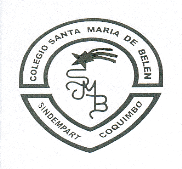 COLEGIO SANTA MARIA DE BELEN
SMB
SINDEMPART
COQUIMBO